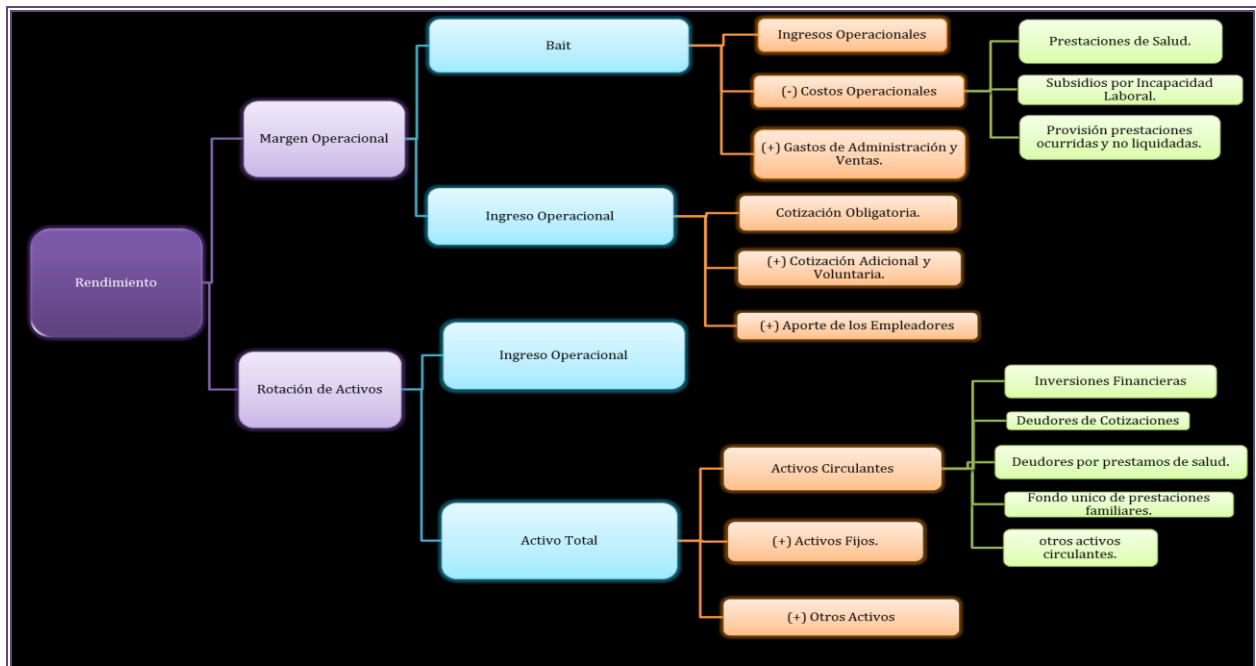 Rendimiento
Margen Operacional
Bait
Ingresos Operacionales
(-) Costos Operacionales
Prestaciones de Salud.
Subsidios por Incapacidad
Laboral.
Provisión prestaciones
ocurridas y no liquidadas.
(+) Gastos de Administración y
Ventas.
Ingreso Operacional
Cotización Obligatoria.
(+) Cotización Adicional y
Voluntaria.
(+) Aporte de los Empleadores
Rotación de Activos
Ingreso Operacional
Activo Total
Activos Circulantes
Inversiones Financieras
Deudores de Cotizaciones
Deudores por prestamos de salud.
Fondo unico de prestaciones
familiares.
otros activos
circulantes.
(+) Activos Fijos.
(+) Otros Activos